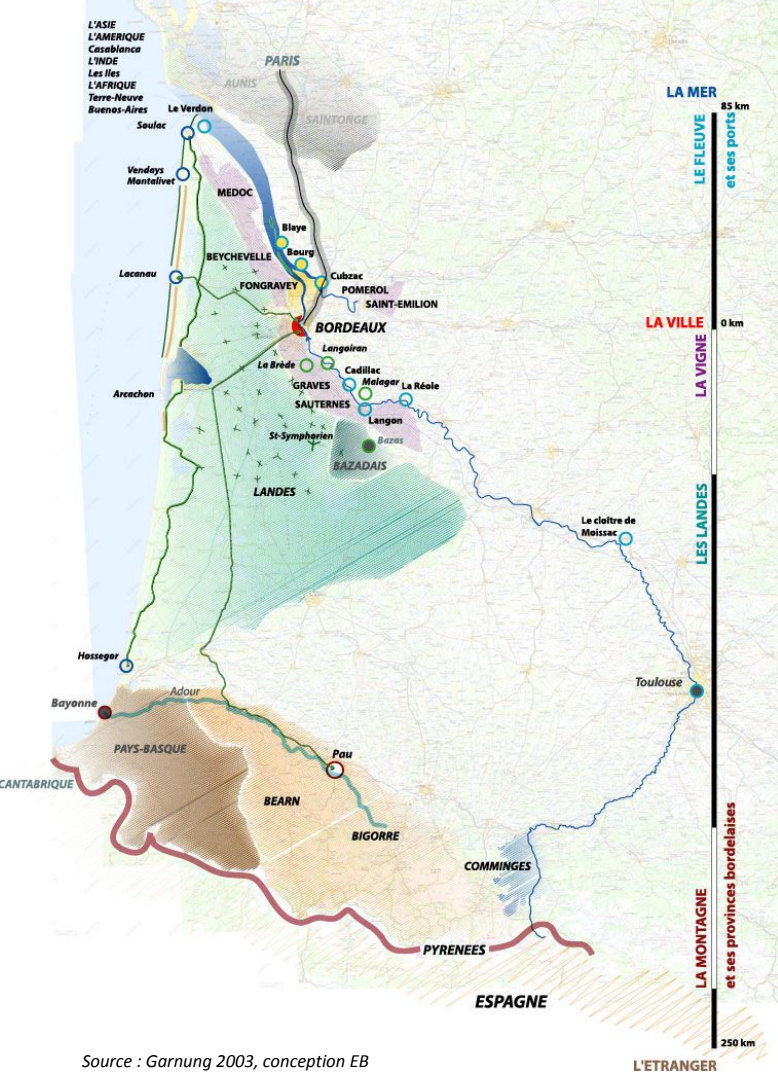 L'ASIE
L'AMERIQUE
Casablanca
L'INDE
Les Iles
L'AFRIQUE
Terre-Neuve
Buenos-Aires
PARIS
AUNIS
SAINTONGE
LA MER
85 km
LE FLEUVE
et ses ports
Le Verdon
Soulac
Vendays
Montalivet
MEDOC
Blaye
BEYCHEVELLE
Bourg
Lacanau
Cubzac
FONGRAVEY
POMEROL
SAINT-EMILION
BORDEAUX
LA VILLE
0 km
LA VIGNE
Langoiran
La Brède
Cadillac
GRAVES
Malagar
La Réole
Arcachon
SAUTERNES
Langon
St-Symphorien
Bazas
BAZADAIS
LANDES
LES LANDES
Le cloître de
Moissac
Hossegor
Toulouse
Adour
Bayonne
PAYS-BASQUE
Pau
CANTABRIQUE
BEARN
BIGORRE
COMMINGES
LA MONTAGNE
et ses provinces bordelaises
PYRENEES
ESPAGNE
250 km
L'ETRANGER
Source : Garnung 2003, conception EB